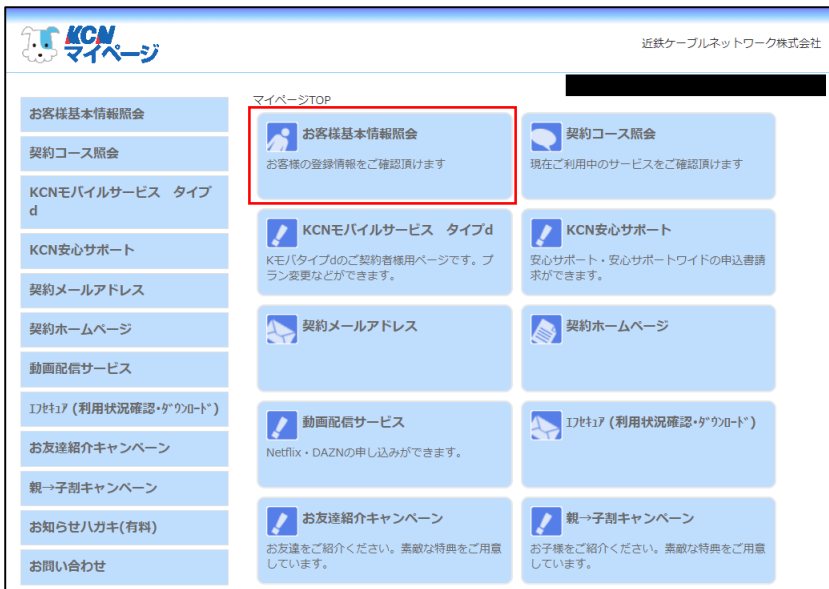 KCN
マイページ
近鉄ケーブルネットワーク株式会社
お客様基本情報照会
契約コース照会
KCNモバイルサービス　タイプ
d
KCN安心サポート
契約メールアドレス
契約ホームページ
動画配信サービス
ｴﾌｾｷｭｱ (利用状況確認・ﾀﾞｳﾝﾛｰﾄﾞ)
お友達紹介キャンペーン
親→子割キャンペーン
お知らせハガキ(有料)
お問い合わせ
マイページTOP
お客様基本情報照会
お客様の登録情報をご確認頂けます
契約コース照会
現在ご利用中のサービスをご確認頂けます
KCNモバイルサービス　タイプd
Kモバタイプdのご契約者様用ページです。プ
ラン変更などができます。
KCN安心サポート
安心サポート・安心サポートワイドの申込書請
求ができます。
契約メールアドレス
契約ホームページ
動画配信サービス
Netflix・DAZNの申し込みができます。
ｴﾌｾｷｭｱ (利用状況確認・ﾀﾞｳﾝﾛｰﾄﾞ)
お友達紹介キャンペーン
お友達をご紹介ください。素敵な特典をご用意
しています。
親→子割キャンペーン
お子様をご紹介ください。素敵な特典をご用意
しています。